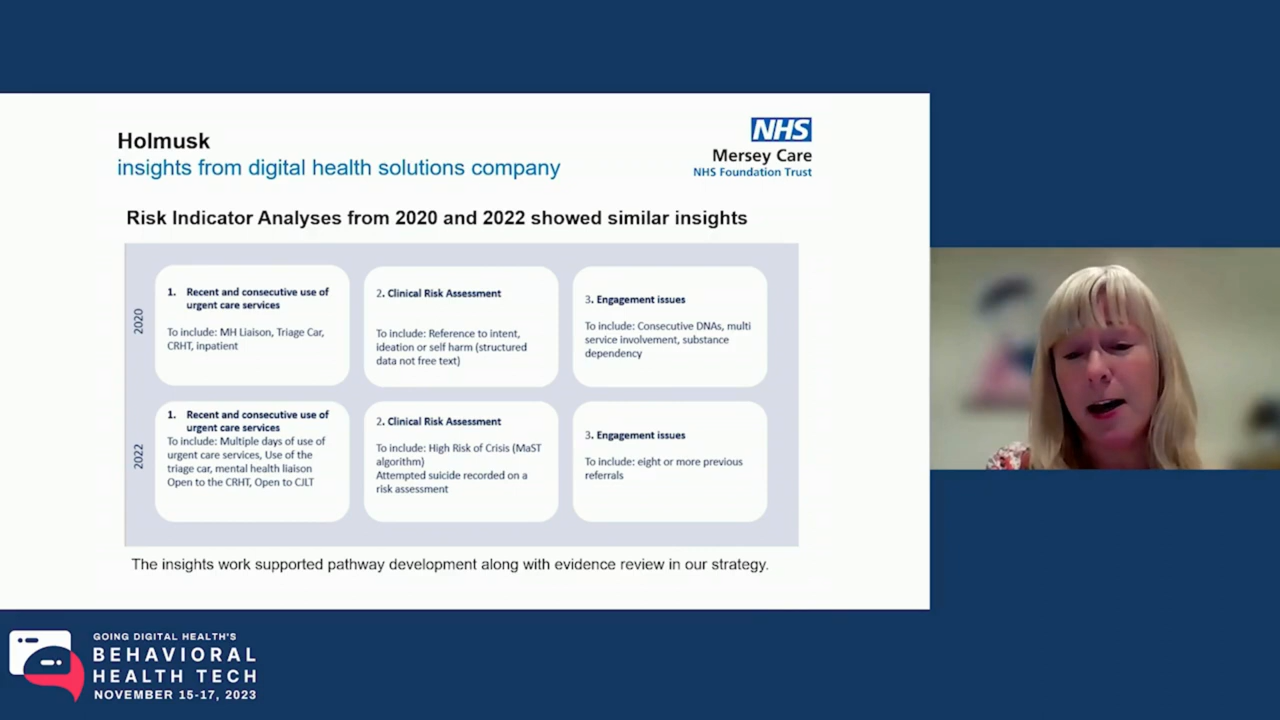 Holmusk
insights from digital health solutions company
NHS
Mersey Care
NHS Foundation Trust
Risk Indicator Analyses from 2020 and 2022 showed similar insights
2020
1. Recent and consecutive use of
urgent care services
To include: MH Liaison, Triage Car,
CRHT, inpatient
2. Clinical Risk Assessment
To include: Reference to intent,
ideation or self harm (structured
data not free text)
3. Engagement issues
To include: Consecutive DNAs, multi
service involvement, substance
dependency
2022
1. Recent and consecutive use of
urgent care services
To include: Multiple days of use of
urgent care services, Use of the
triage car, mental health liaison
Open to the CRHT, Open to CJLT
2. Clinical Risk Assessment
To include: High Risk of Crisis (MaST
algorithm)
Attempted suicide recorded on a
risk assessment
3. Engagement issues
To include: eight or more previous
referrals
The insights work supported pathway development along with evidence review in our strategy.
GOING DIGITAL HEALTH'S
BEHAVIORAL
HEALTH TECH
NOVEMBER 15-17, 2023